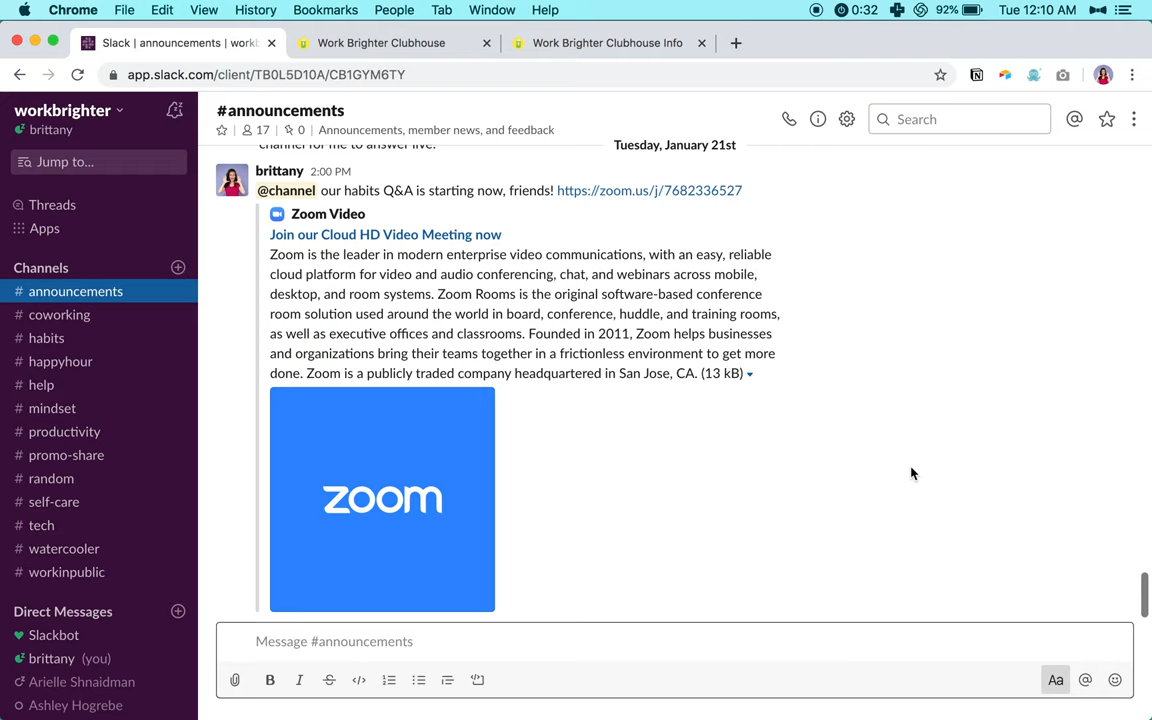 Chrome File Edit View History Bookmarks People Tab Window Help 0:32 92% Tue 12:10 AM
Slack | announcements | workb
Work Brighter Clubhouse
Work Brighter Clubhouse Info
app.slack.com/client/TB0L5D10A/CB1GYM6TY
workbrighter
brittany
Jump to...
Threads
Apps
Channels
# announcements
# coworking
# habits
# happyhour
# help
# mindset
# productivity
# promo-share
# random
# self-care
# tech
# watercooler
# workinpublic
Direct Messages
Slackbot
brittany (you)
Arielle Shnaidman
Ashley Hogrebe
#announcements
17 | 0 | Announcements, member news, and feedback
Search
channel for me to answer live.
Tuesday, January 21st
brittany 2:00 PM
@channel our habits Q&A is starting now, friends! https://zoom.us/j/7682336527
Zoom Video
Join our Cloud HD Video Meeting now
Zoom is the leader in modern enterprise video communications, with an easy, reliable
cloud platform for video and audio conferencing, chat, and webinars across mobile,
desktop, and room systems. Zoom Rooms is the original software-based conference
room solution used around the world in board, conference, huddle, and training rooms,
as well as executive offices and classrooms. Founded in 2011, Zoom helps businesses
and organizations bring their teams together in a frictionless environment to get more
done. Zoom is a publicly traded company headquartered in San Jose, CA. (13 kB)
zoom
Message #announcements
B I S Aa @